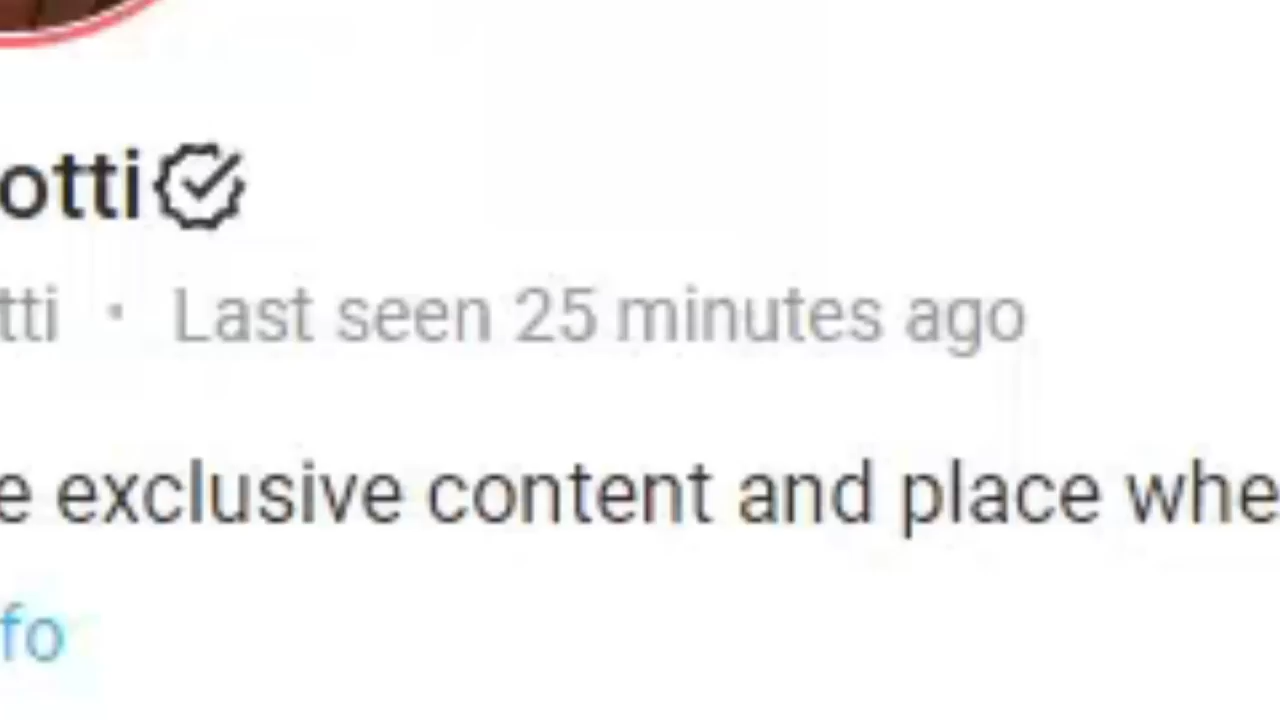 otti
tti · Last seen 25 minutes ago
e exclusive content and place whe
fo